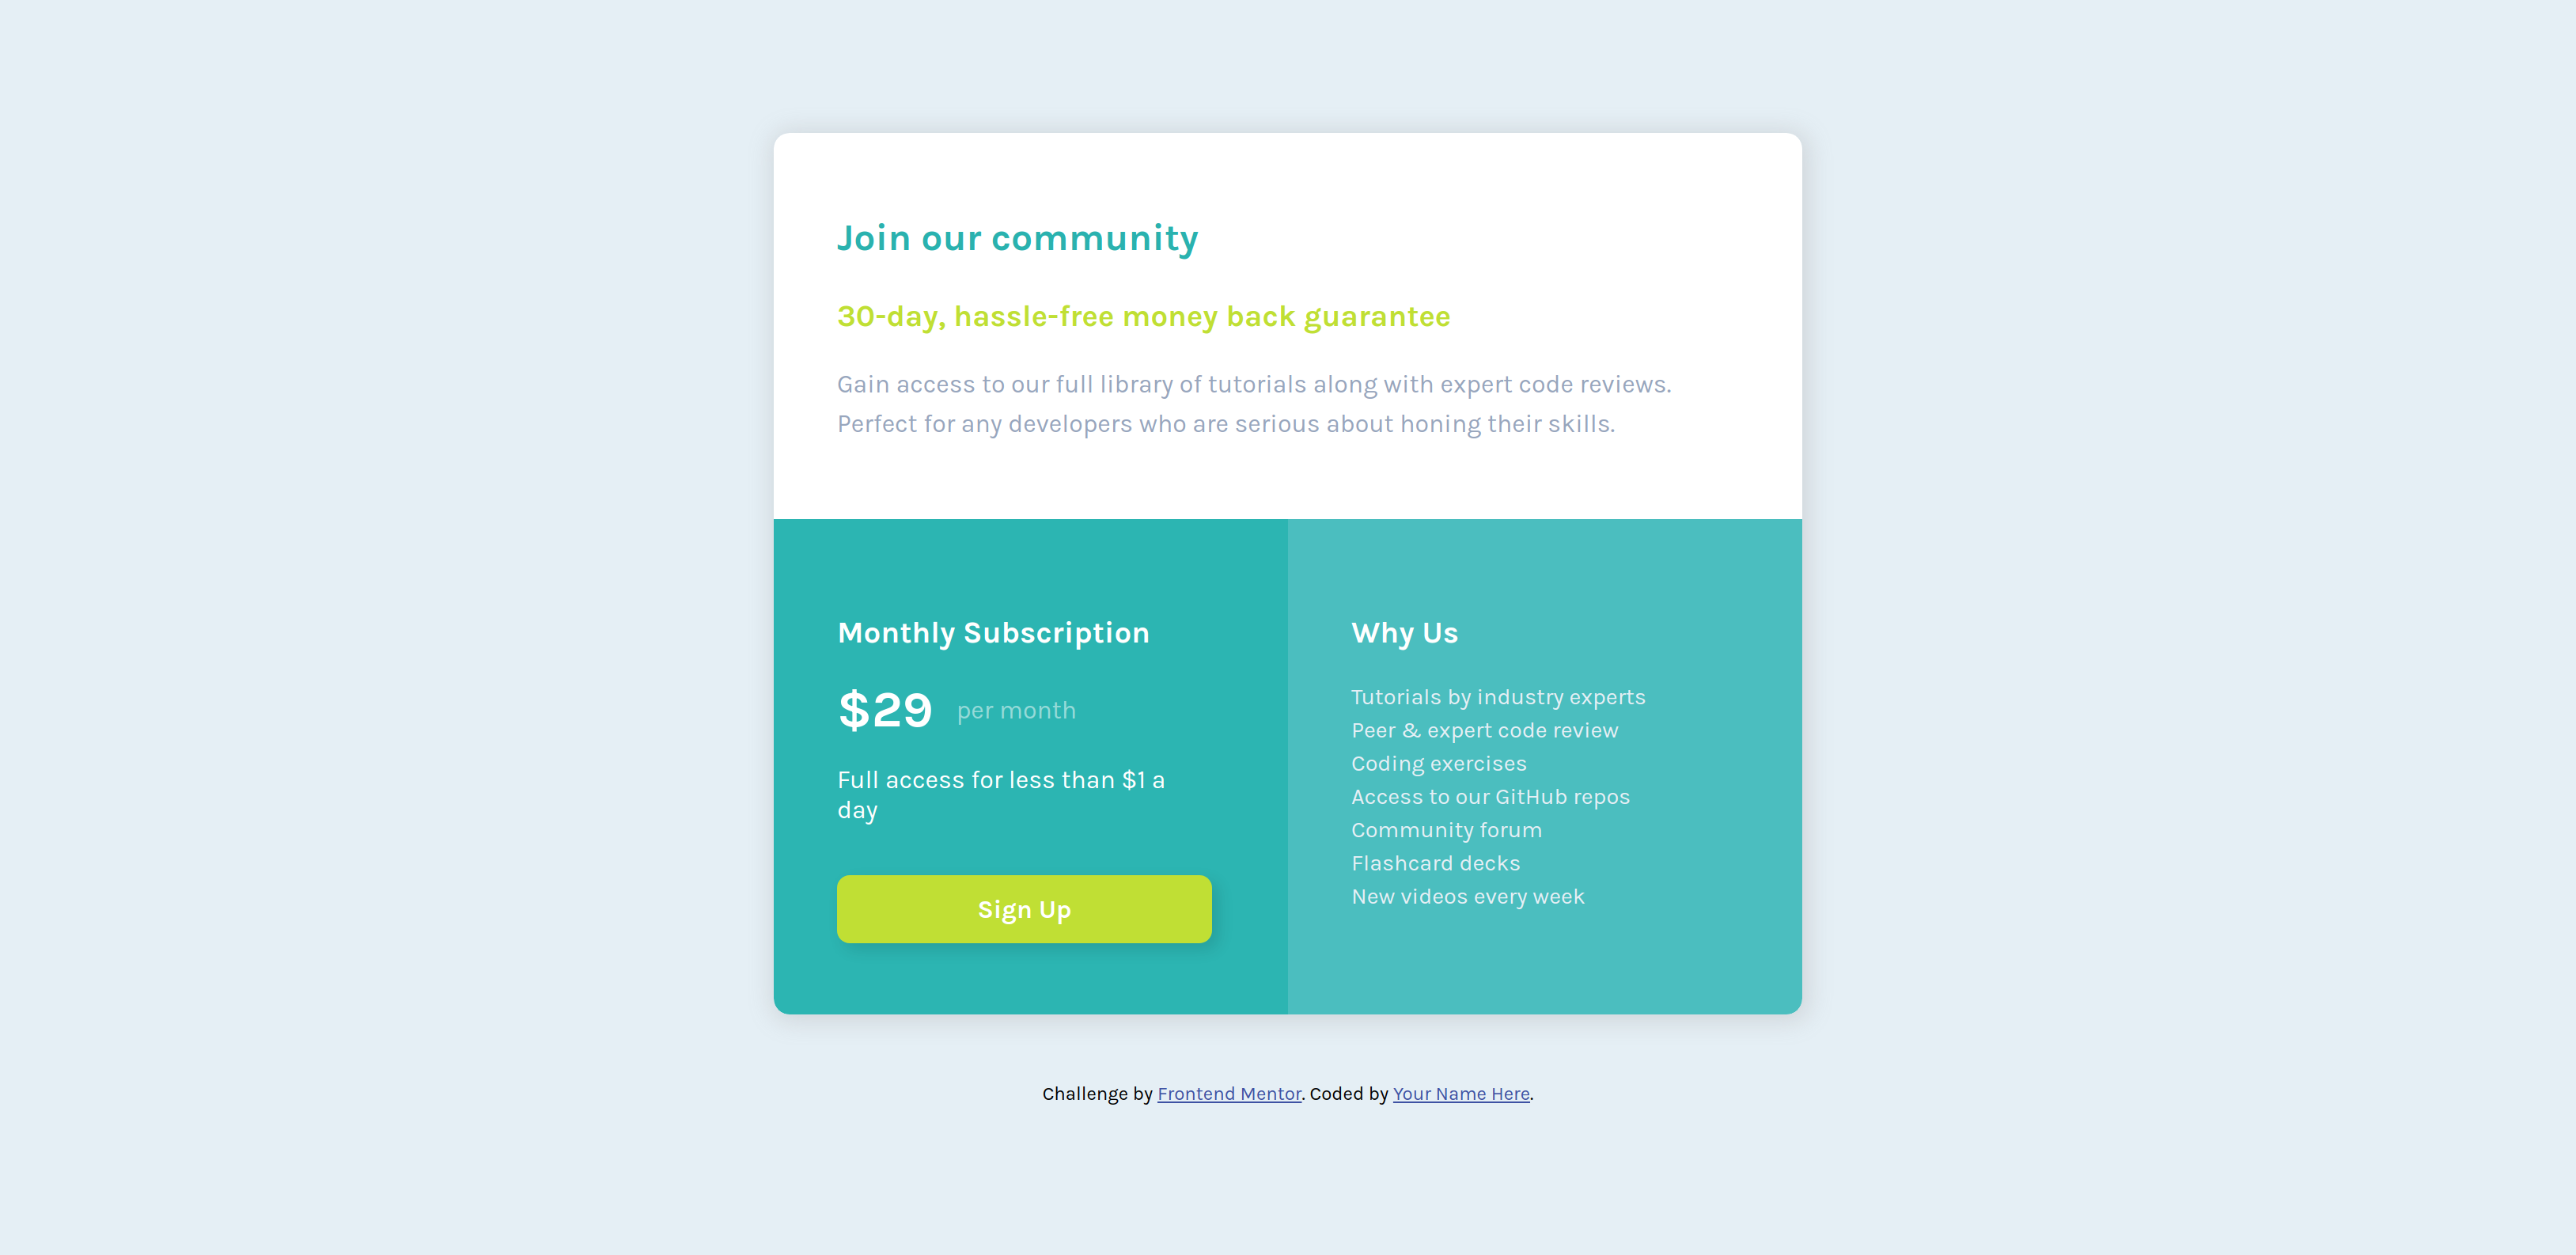 Join our community
30-day, hassle-free money back guarantee
Gain access to our full library of tutorials along with expert code reviews.
Perfect for any developers who are serious about honing their skills.
Monthly Subscription
$29 per month
Full access for less than $1 a
day
Sign Up
Why Us
Tutorials by industry experts
Peer & expert code review
Coding exercises
Access to our GitHub repos
Community forum
Flashcard decks
New videos every week
Challenge by Frontend Mentor. Coded by Your Name Here.